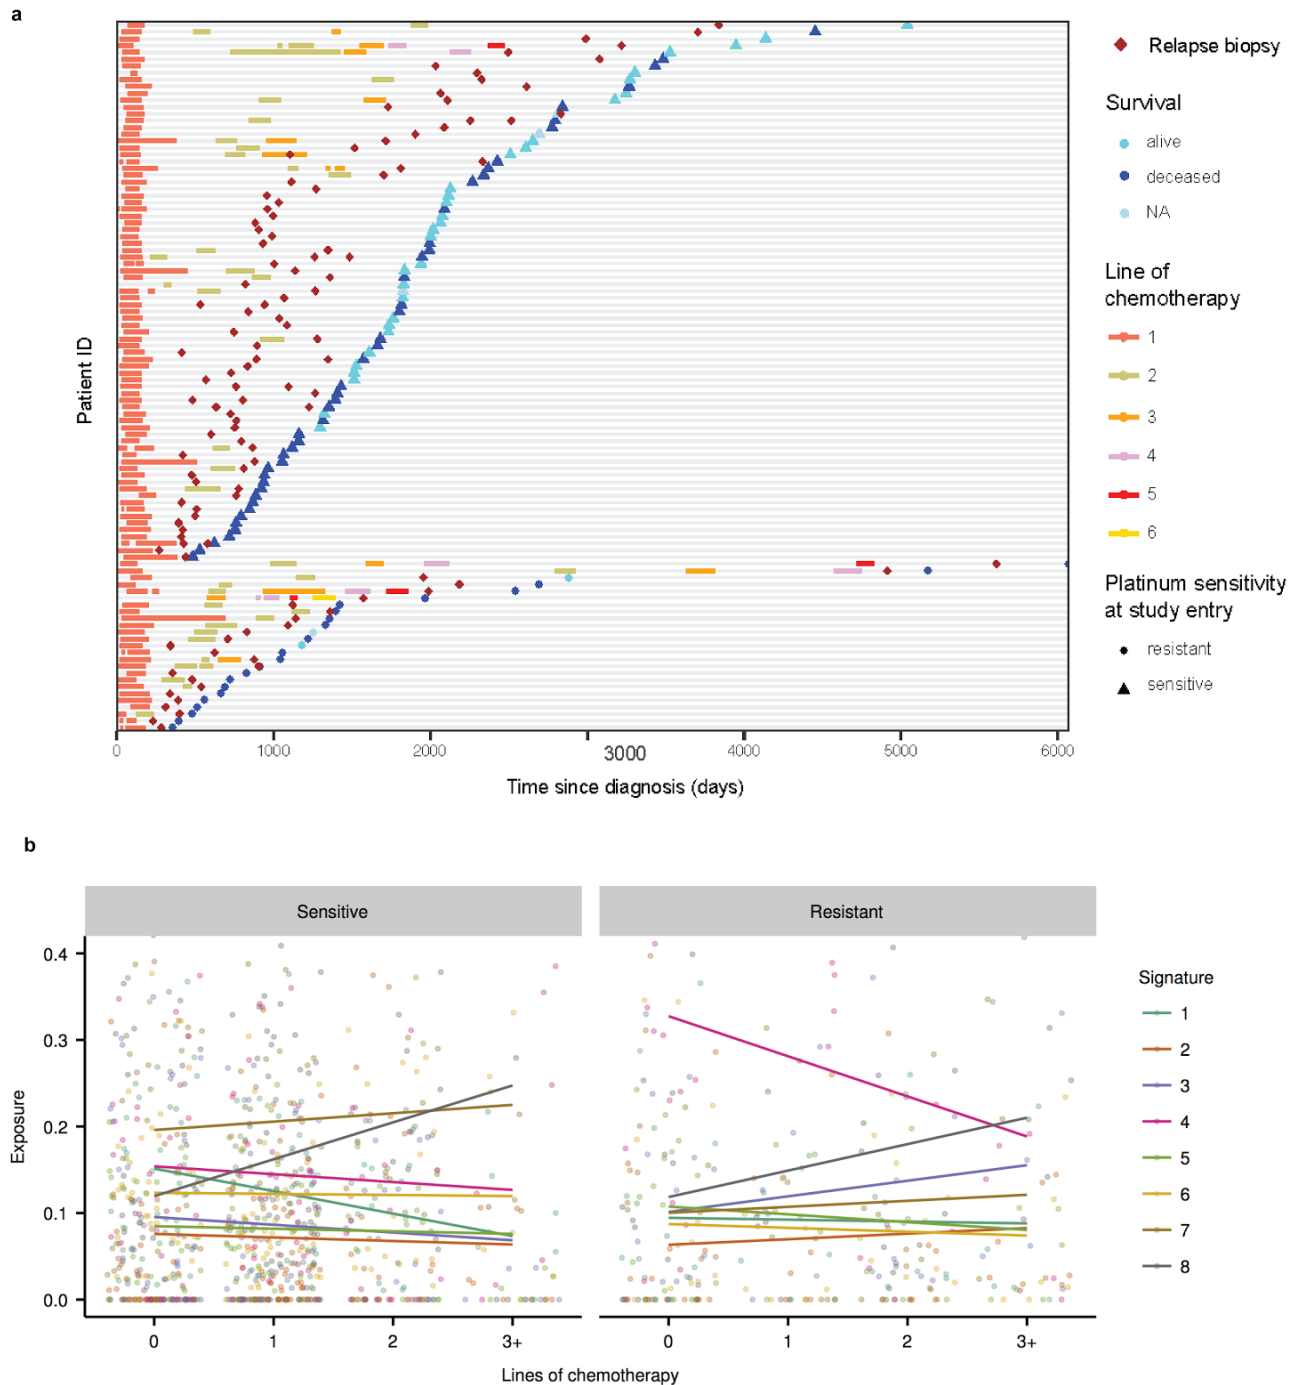 a
Patient ID
0
1000
2000
3000
4000
5000
6000
Time since diagnosis (days)
Relapse biopsy
Survival
alive
deceased
NA
Line of
chemotherapy
1
2
3
4
5
6
Platinum sensitivity
at study entry
resistant
sensitive
b
Sensitive
Resistant
Exposure
0.4
0.3
0.2
0.1
0.0
0
1
2
3+
0
1
2
3+
Lines of chemotherapy
Signature
1
2
3
4
5
6
7
8